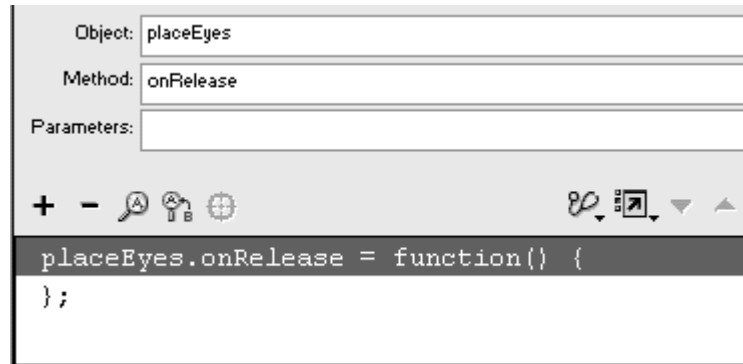 Object: placeEyes
Method: onRelease
Parameters:
placeEyes.onRelease = function() {
};